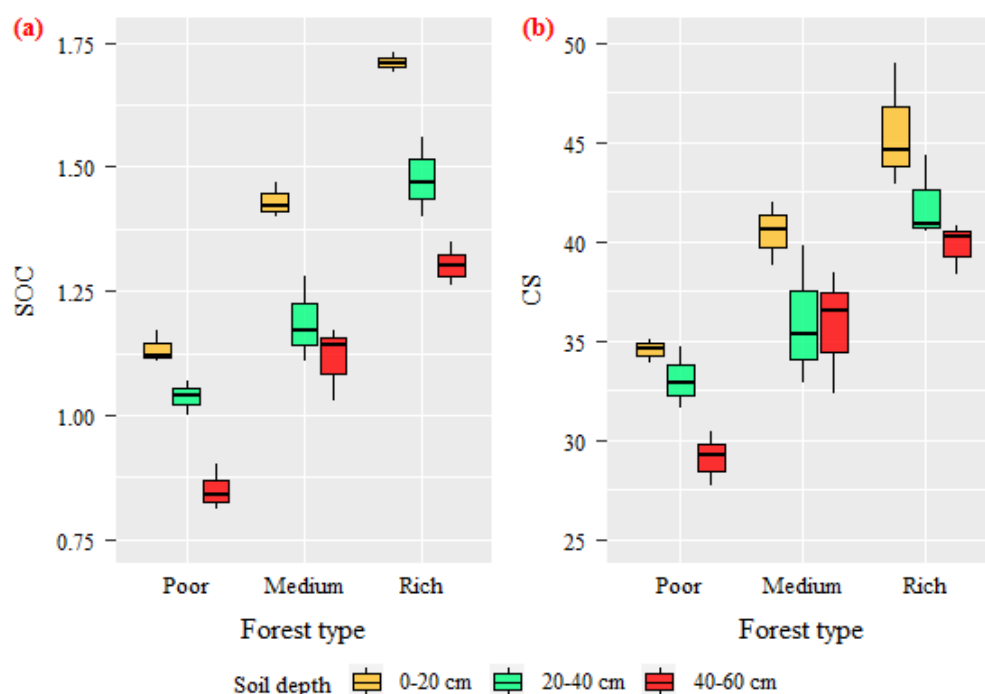 (a)
1.75
1.50
1.25
1.00
0.75
SOC
Poor Medium Rich
Forest type
(b)
50
45
40
35
30
25
CS
Poor Medium Rich
Forest type
Soil depth 0-20 cm 20-40 cm 40-60 cm